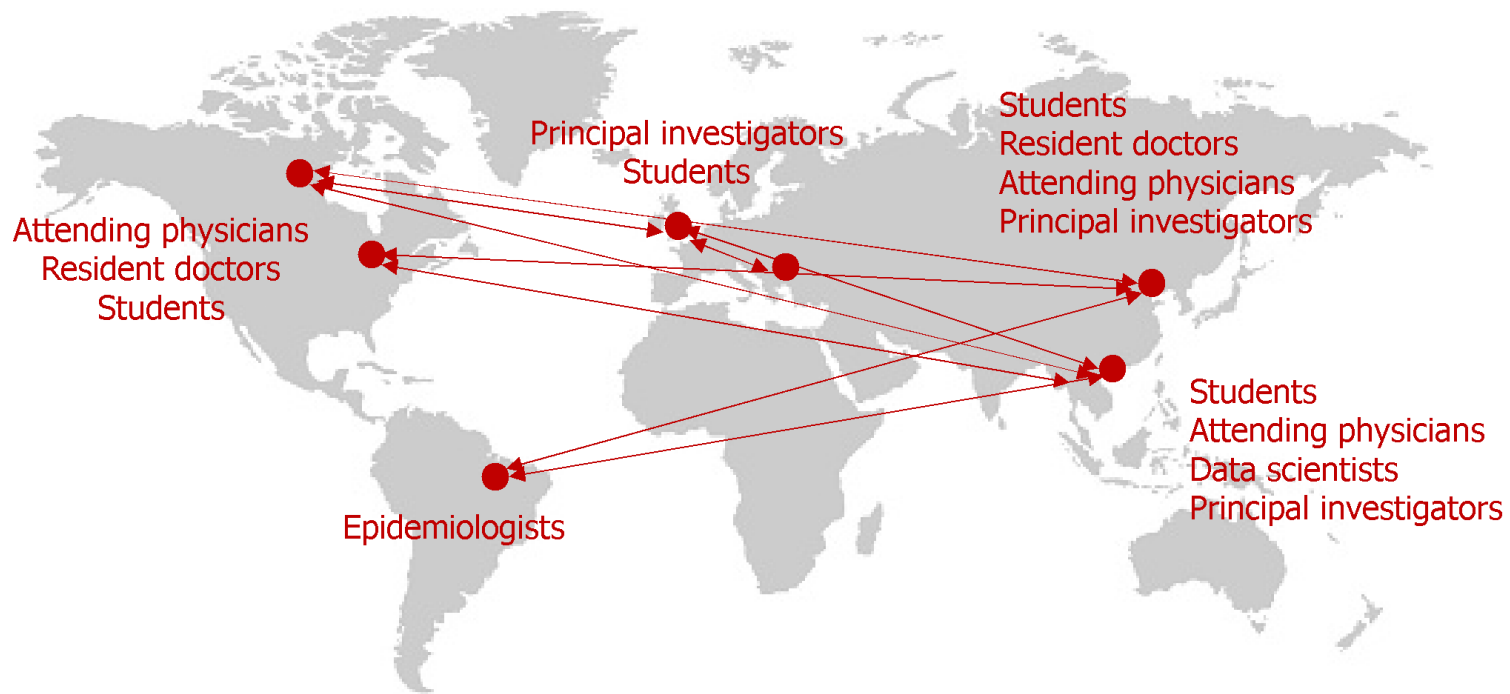 Principal investigators
Students
Students
Resident doctors
Attending physicians
Principal investigators
Attending physicians
Resident doctors
Students
Students
Attending physicians
Data scientists
Principal investigators
Epidemiologists